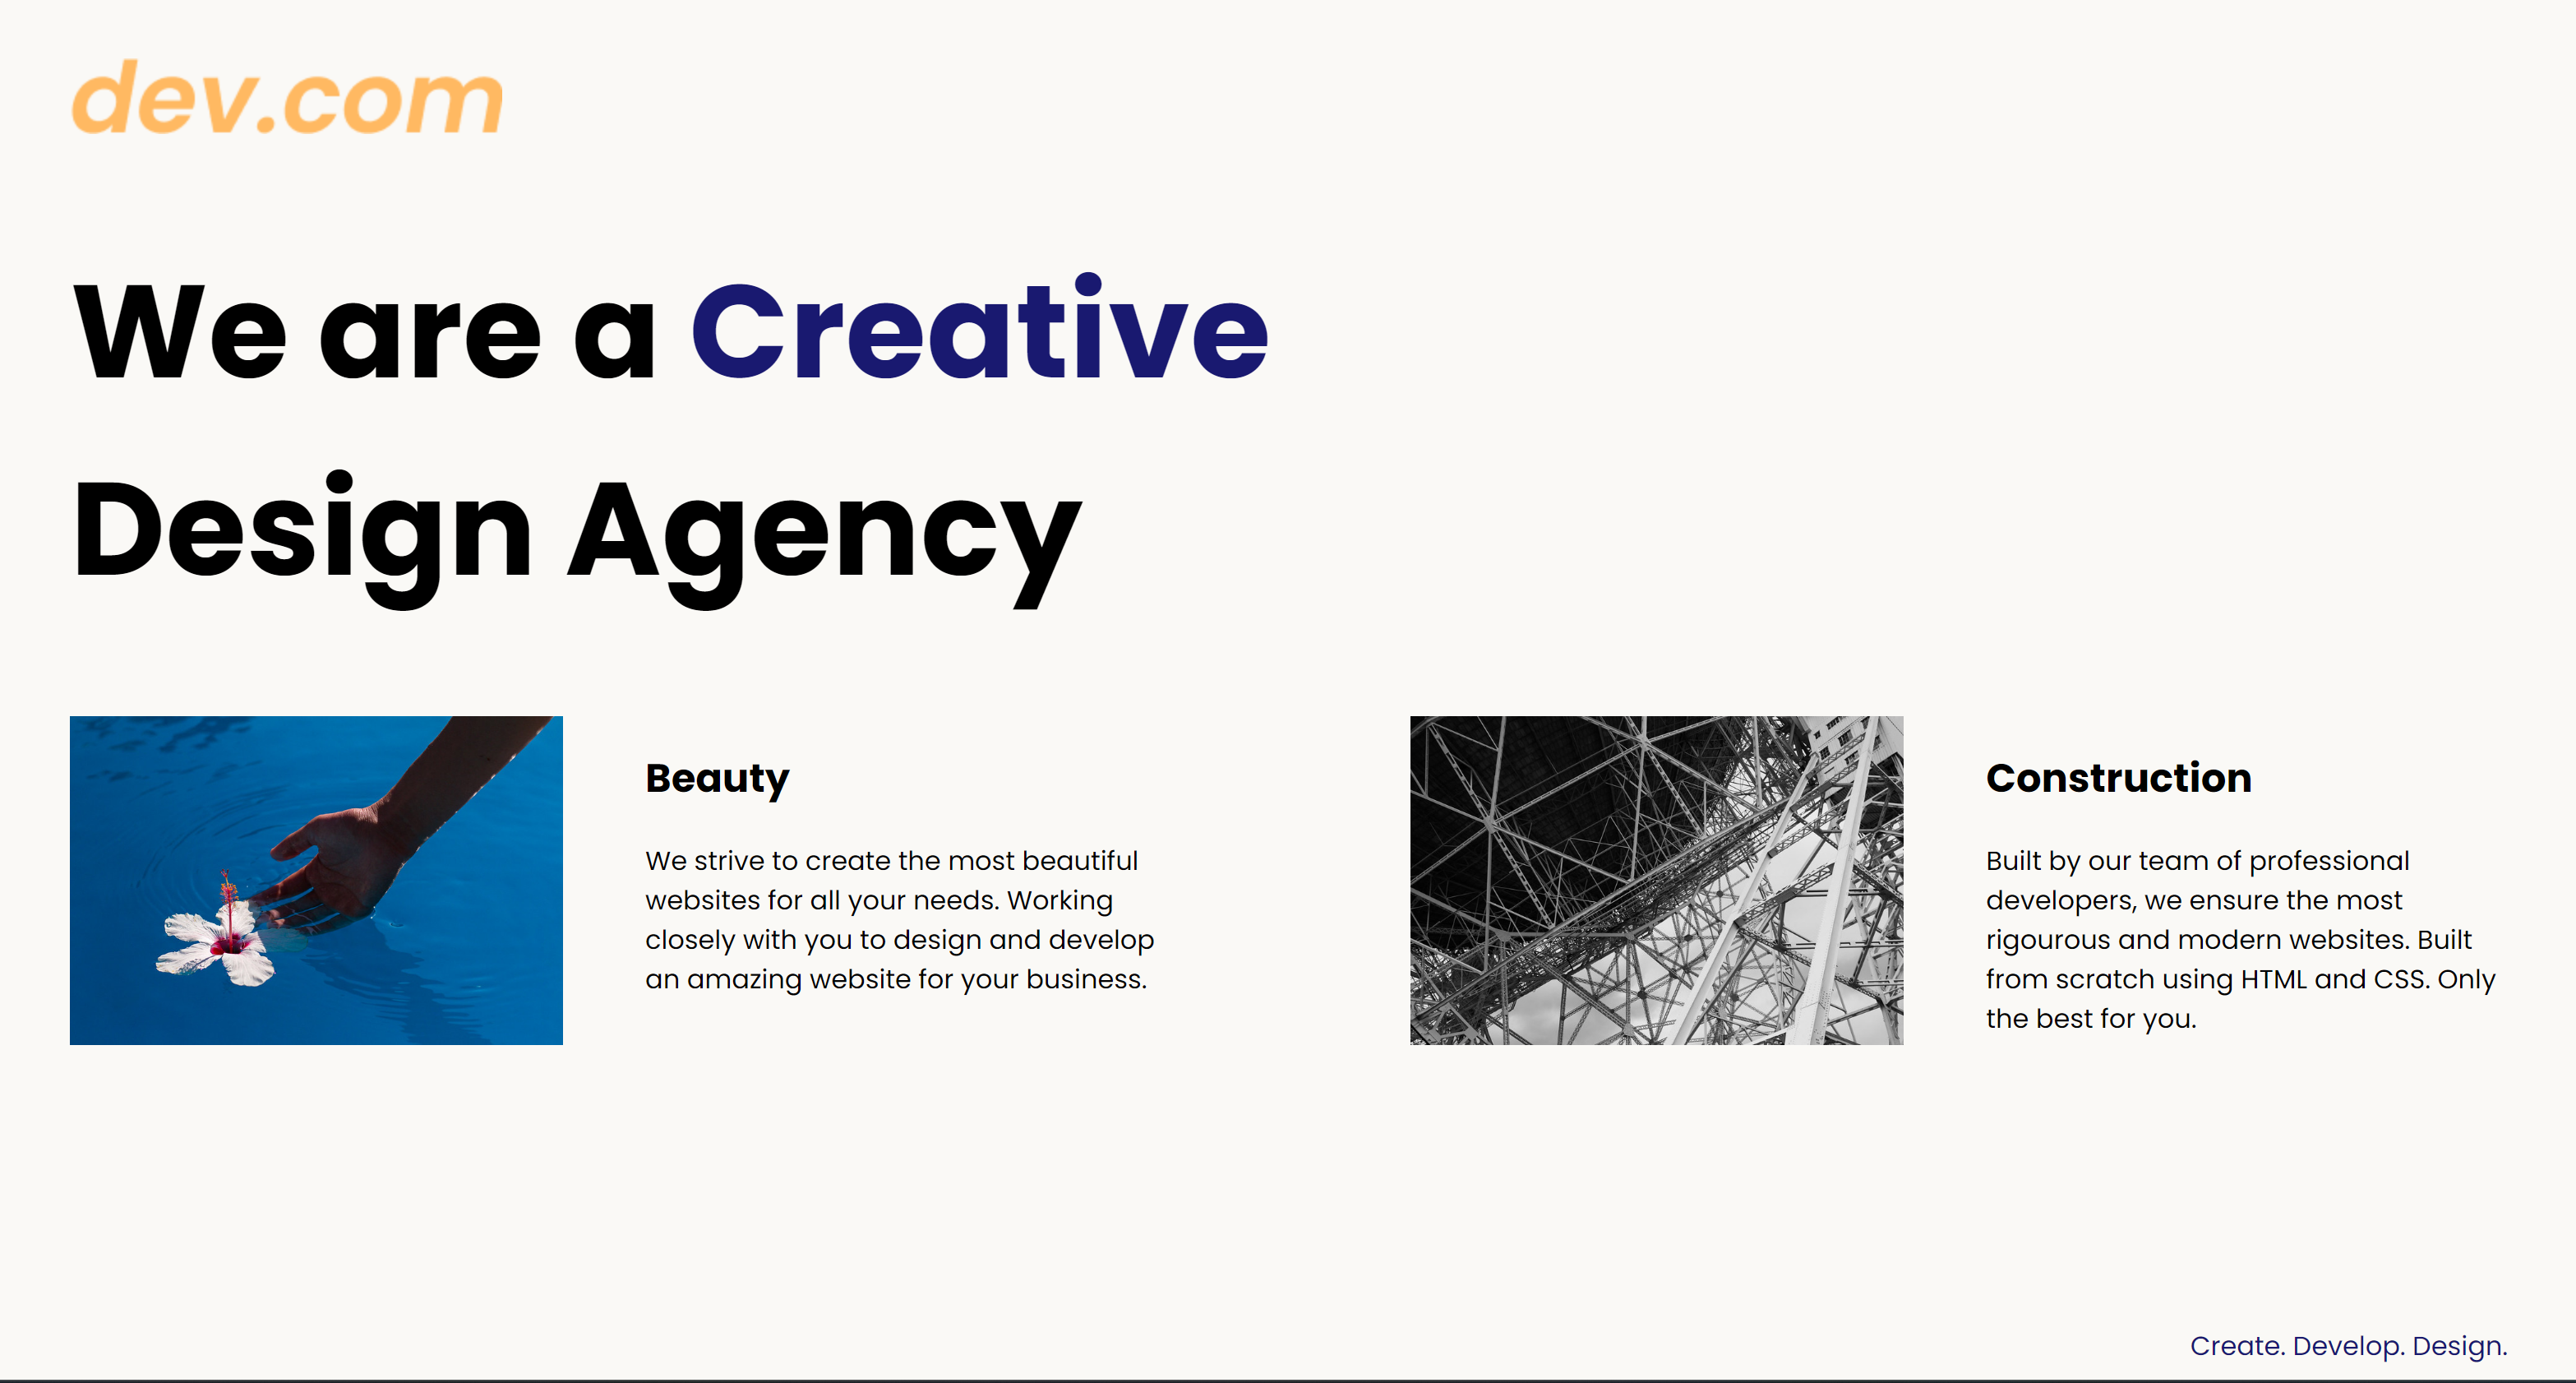 dev.com
We are a Creative
Design Agency
Beauty
We strive to create the most beautiful
websites for all your needs. Working
closely with you to design and develop
an amazing website for your business.
Construction
Built by our team of professional
developers, we ensure the most
rigourous and modern websites. Built
from scratch using HTML and CSS. Only
the best for you.
Create. Develop. Design.